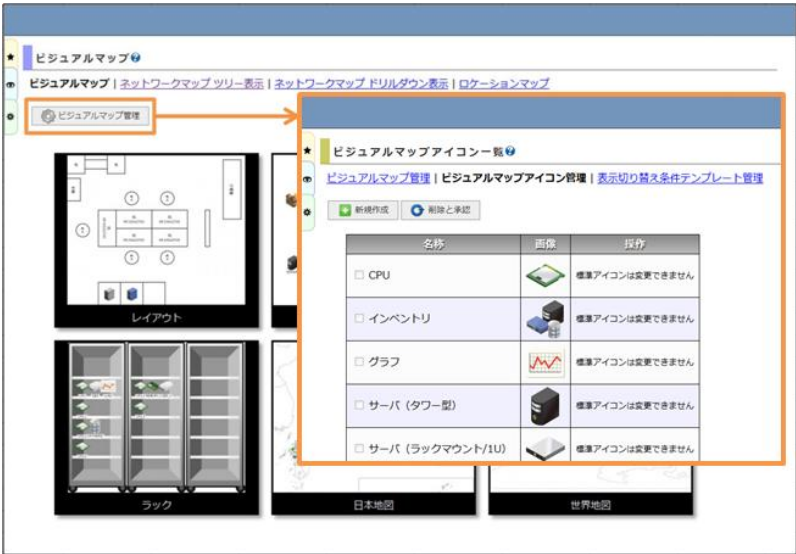 ビジュアルマップ
ビジュアルマップ | ネットワークマップ ツリー表示 | ネットワークマップ ドリルダウン表示 | ロケーションマップ
ビジュアルマップ管理
レイアウト
ラック
日本地図
世界地図
ビジュアルマップアイコン一覧
ビジュアルマップ管理 | ビジュアルマップアイコン管理 | 表示切り替え条件テンプレート管理
新規作成 削除と承認
名称 画像 操作
CPU 標準アイコンは変更できません
インベントリ 標準アイコンは変更できません
グラフ 標準アイコンは変更できません
サーバ（タワー型） 標準アイコンは変更できません
サーバ（ラックマウント/1U） 標準アイコンは変更できません